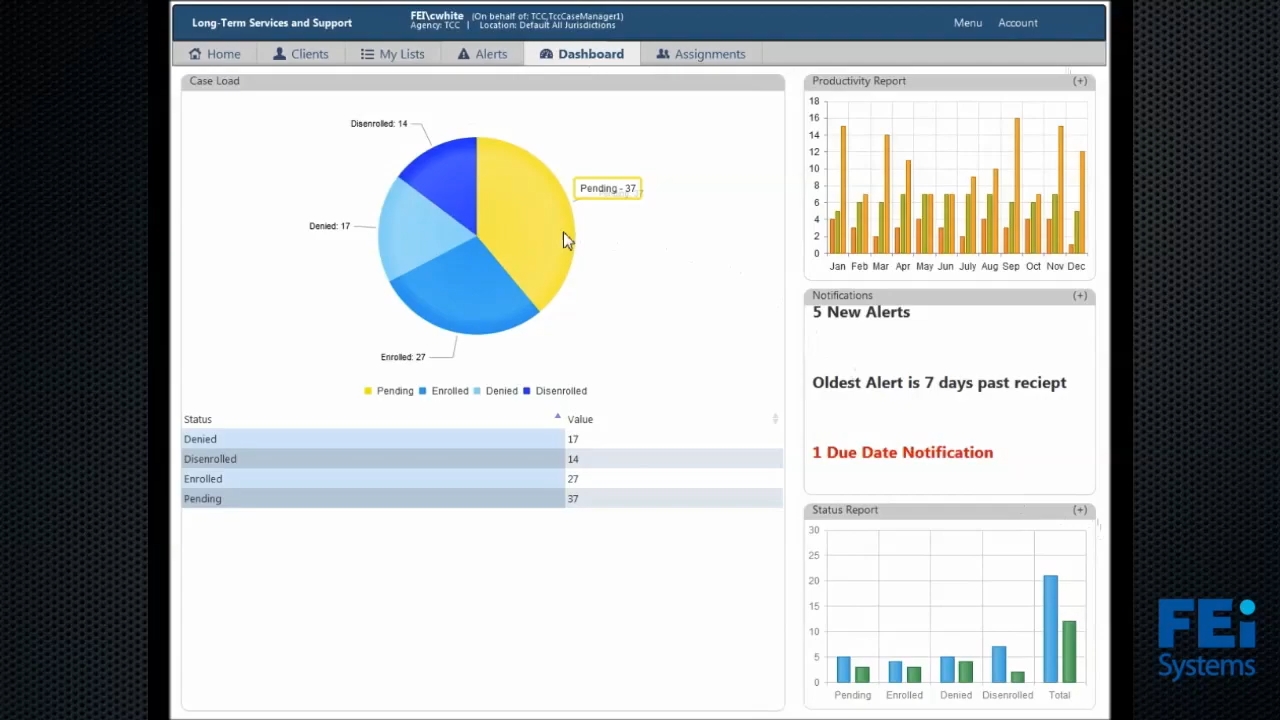 Long-Term Services and Support
FEI\cwhite (On behalf of: TCC,TccCaseManager1)
Agency: TCC | Location: Default All Jurisdictions
Menu Account
Home Clients My Lists Alerts Dashboard Assignments
Case Load
Disenrolled: 14
Pending - 37
Denied: 17
Enrolled: 27
Pending Enrolled Denied Disenrolled
Status Value
Denied 17
Disenrolled 14
Enrolled 27
Pending 37
Productivity Report (+)
18
16
14
12
10
8
6
4
2
0
Jan Feb Mar Apr May Jun July Aug Sep Oct Nov Dec
Notifications (+)
5 New Alerts
Oldest Alert is 7 days past reciept
1 Due Date Notification
Status Report (+)
30
25
20
15
10
5
0
Pending Enrolled Denied Disenrolled Total
FEi
Systems